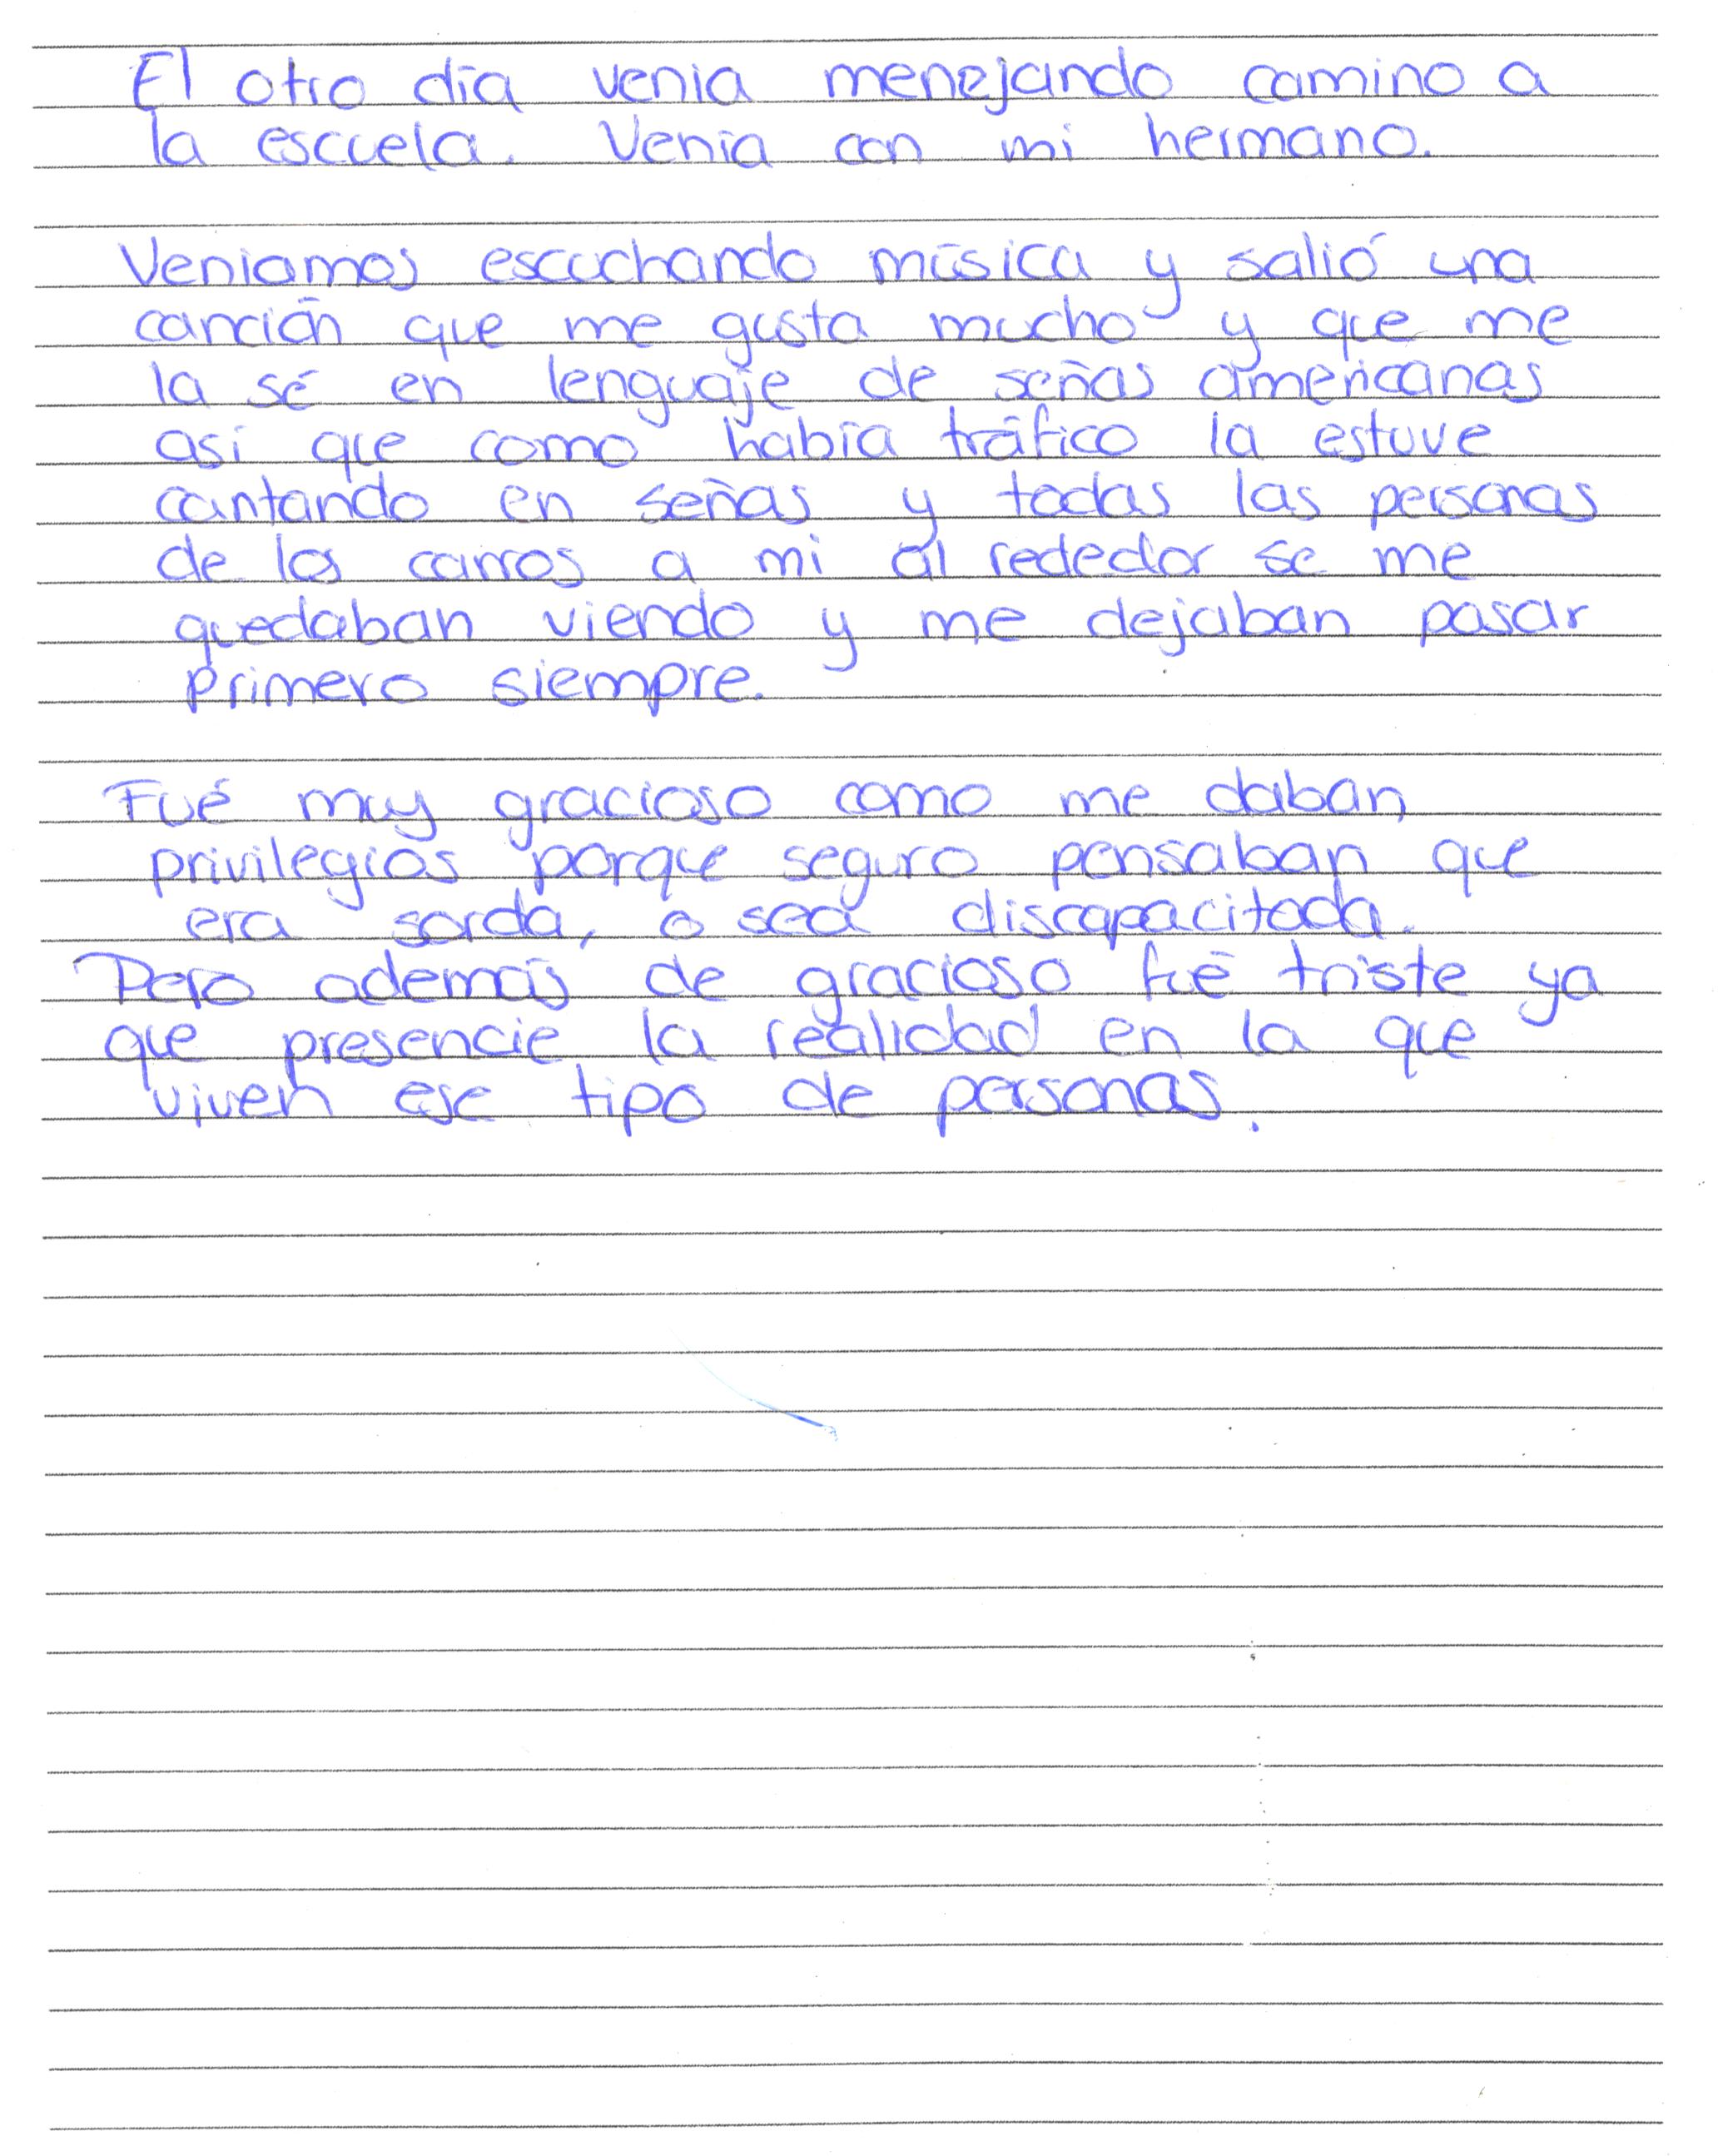 El otro día venia menejando camino a
la escuela. Venia con mi hermano.
Veniamos escuchando música y salió una
canción que me gusta mucho y que me
la sé en lenguaje de señas americanas
así que como había tráfico la estuve
cantando en señas y todas las personas
de los carros a mi al rededor se me
quedaban viendo y me dejaban pasar
primero siempre.
Fué muy gracioso como me daban
privilegios porque seguro pensaban que
era sorda, o sea discapacitada.
Pero además de gracioso fué triste ya
que presencie la realidad en la que
viven ese tipo de personas.